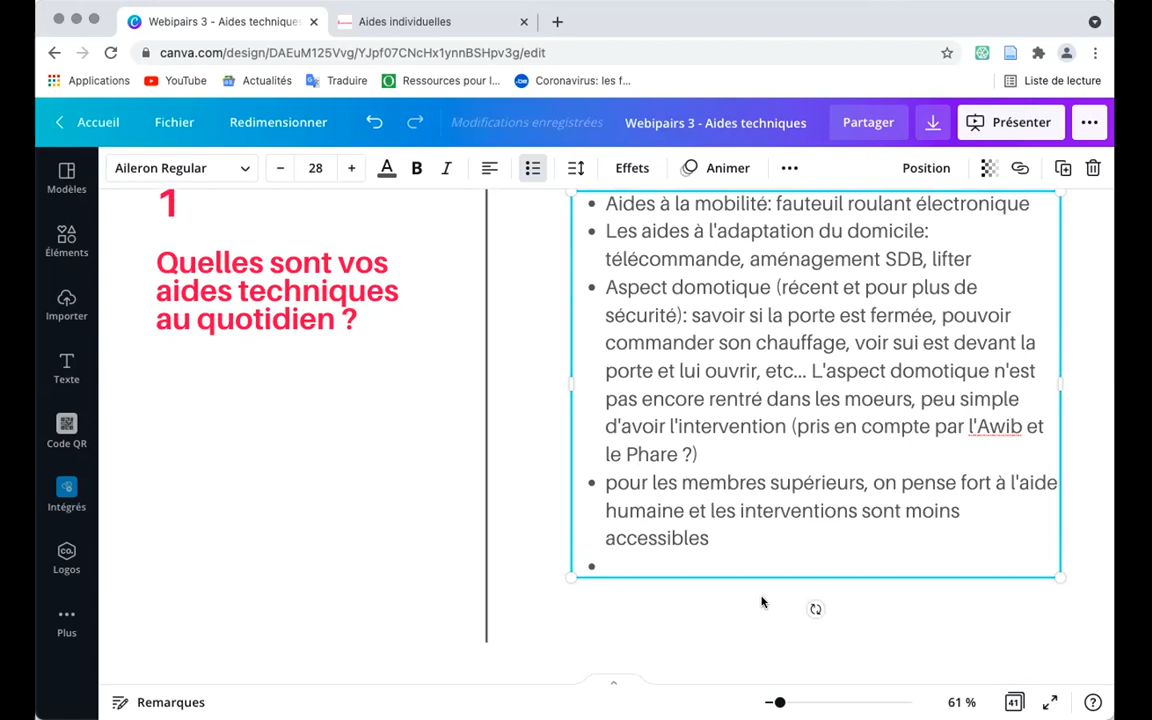 Webipairs 3 - Aides techniques
Aides individuelles
canva.com/design/DAEuM125Vvg/YJpf07CNcHx1ynnBSHpv3g/edit
Applications
YouTube
Actualités
Traduire
Ressources pour l...
Coronavirus: les f...
Liste de lecture
Accueil
Fichier
Redimensionner
Modifications enregistrées
Webipairs 3 - Aides techniques
Partager
Présenter
Aileron Regular
28
A
B
I
Effets
Animer
Position
Modèles
Éléments
Importer
Texte
Code QR
Intégrés
co.
Logos
Plus
1
Quelles sont vos
aides techniques
au quotidien ?
Aides à la mobilité: fauteuil roulant électronique
Les aides à l'adaptation du domicile:
télécommande, aménagement SDB, lifter
Aspect domotique (récent et pour plus de
sécurité): savoir si la porte est fermée, pouvoir
commander son chauffage, voir sui est devant la
porte et lui ouvrir, etc... L'aspect domotique n'est
pas encore rentré dans les moeurs, peu simple
d'avoir l'intervention (pris en compte par l'Awib et
le Phare ?)
pour les membres supérieurs, on pense fort à l'aide
humaine et les interventions sont moins
accessibles
Remarques
61 %
41